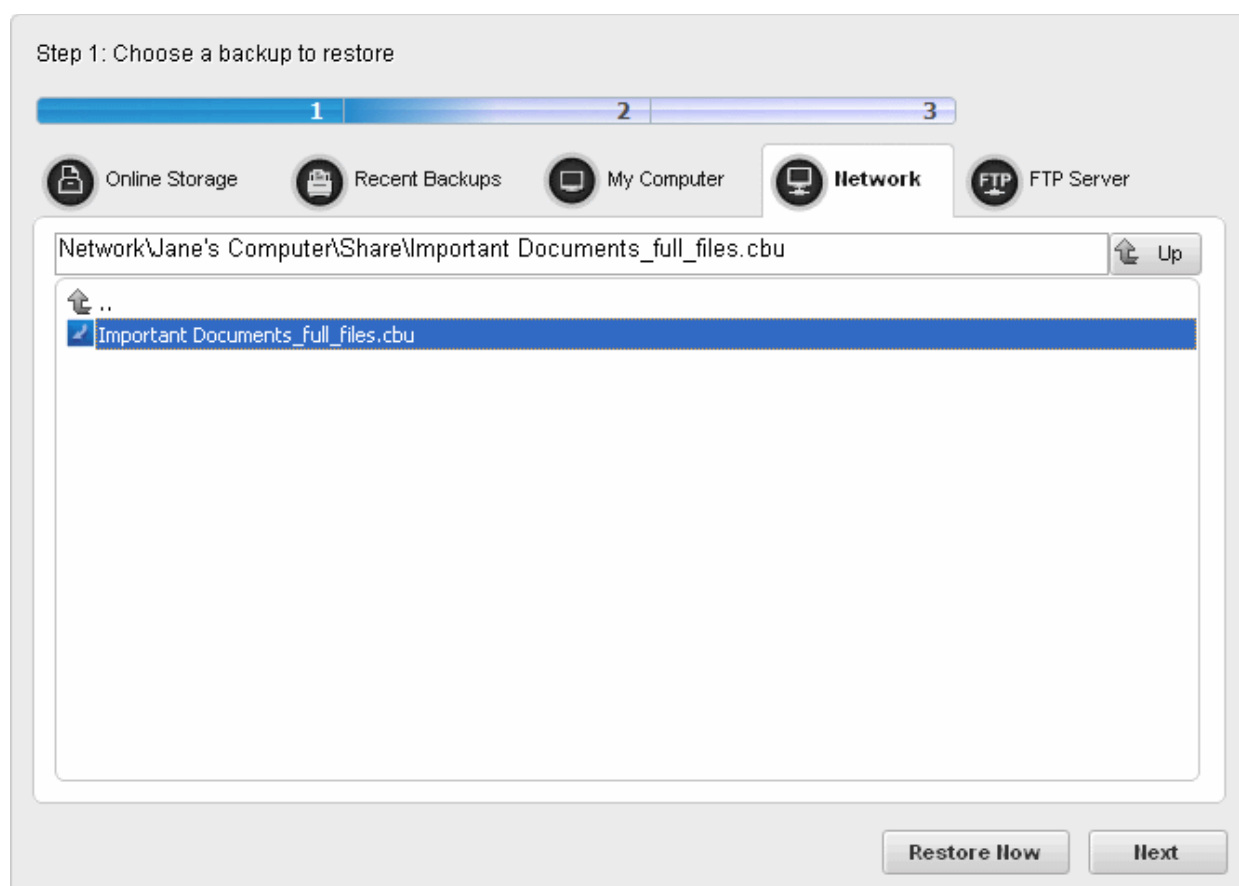 Step 1: Choose a backup to restore
1 2 3
Online Storage Recent Backups My Computer Network FTP FTP Server
Network\Jane's Computer\Share\Important Documents_full_files.cbu Up
..
Important Documents_full_files.cbu
Restore Now Next